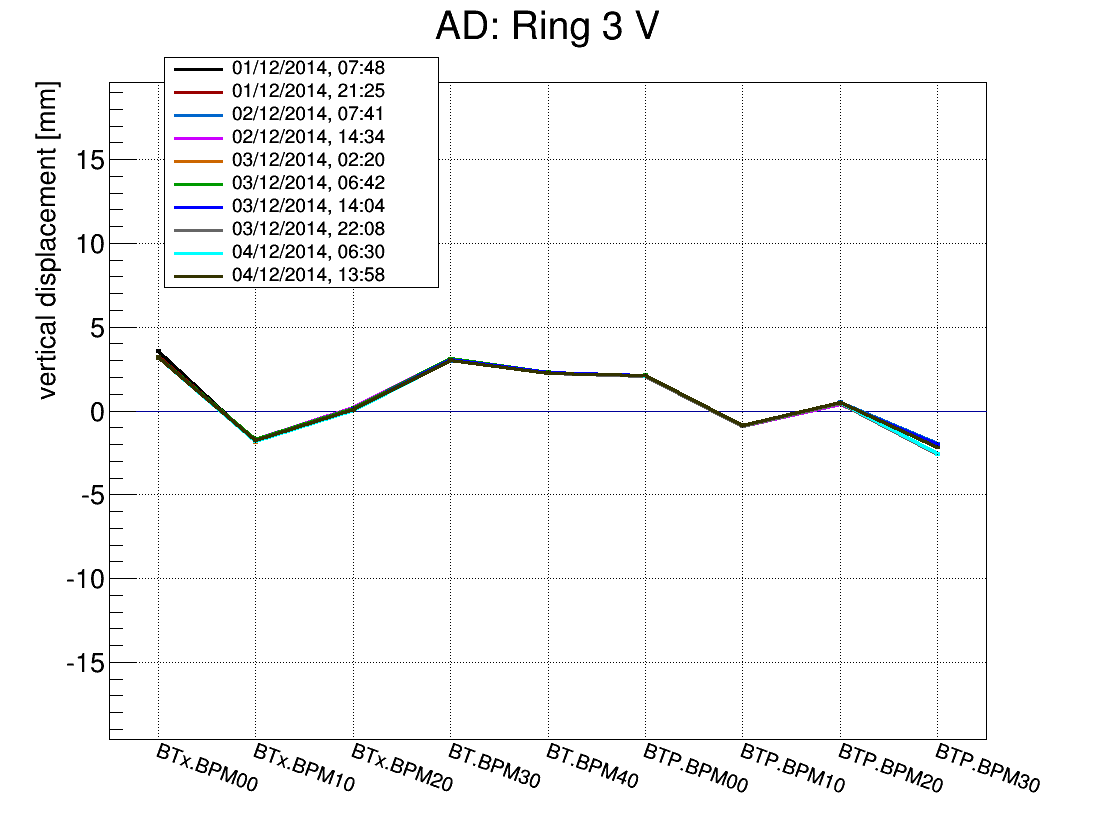 AD: Ring 3 V
01/12/2014, 07:48
01/12/2014, 21:25
02/12/2014, 07:41
02/12/2014, 14:34
03/12/2014, 02:20
03/12/2014, 06:42
03/12/2014, 14:04
03/12/2014, 22:08
04/12/2014, 06:30
04/12/2014, 13:58
vertical displacement [mm]
15
10
5
0
-5
-10
-15
BTx.BPM00
BTx.BPM10
BTx.BPM20
BT.BPM30
BT.BPM40
BTP.BPM00
BTP.BPM10
BTP.BPM20
BTP.BPM30